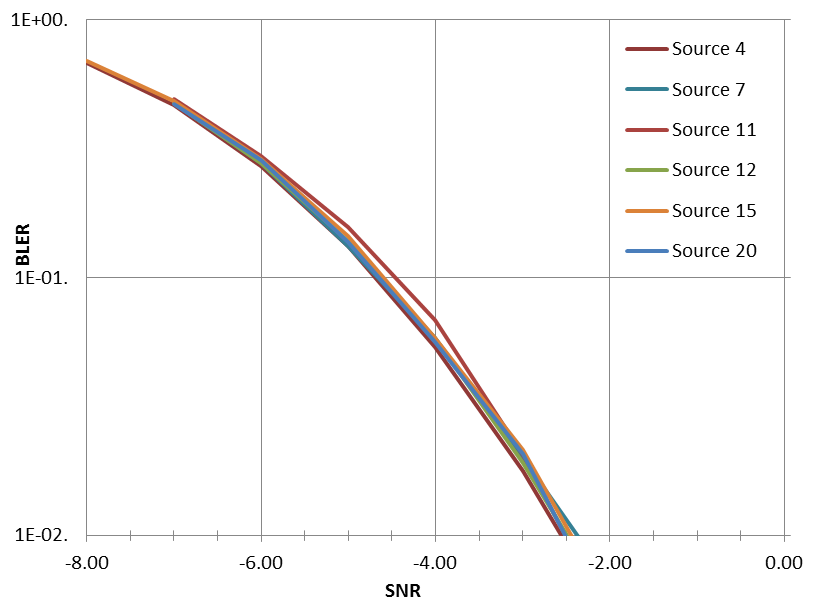 1E+00.
Source 4
Source 7
Source 11
Source 12
Source 15
Source 20
BLER
1E-01.
1E-02.
-8.00 -6.00 -4.00 -2.00 0.00
SNR